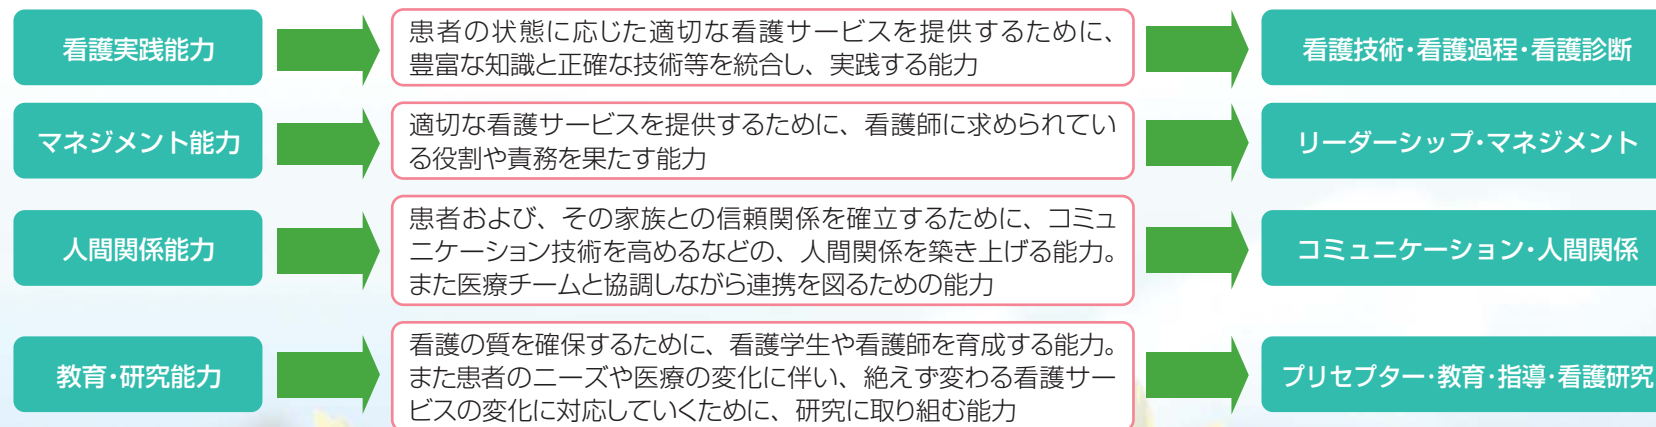 看護実践能力
患者の状態に応じた適切な看護サービスを提供するために、
豊富な知識と正確な技術等を統合し、実践する能力
看護技術・看護過程・看護診断
マネジメント能力
適切な看護サービスを提供するために、看護師に求められてい
る役割や責務を果たす能力
リーダーシップ・マネジメント
人間関係能力
患者および、その家族との信頼関係を確立するために、コミュ
ニケーション技術を高めるなどの、人間関係を築き上げる能力。
また医療チームと協調しながら連携を図るための能力
コミュニケーション・人間関係
教育・研究能力
看護の質を確保するために、看護学生や看護師を育成する能力。
また患者のニーズや医療の変化に伴い、絶えず変わる看護サー
ビスの変化に対応していくために、研究に取り組む能力
プリセプター・教育・指導・看護研究